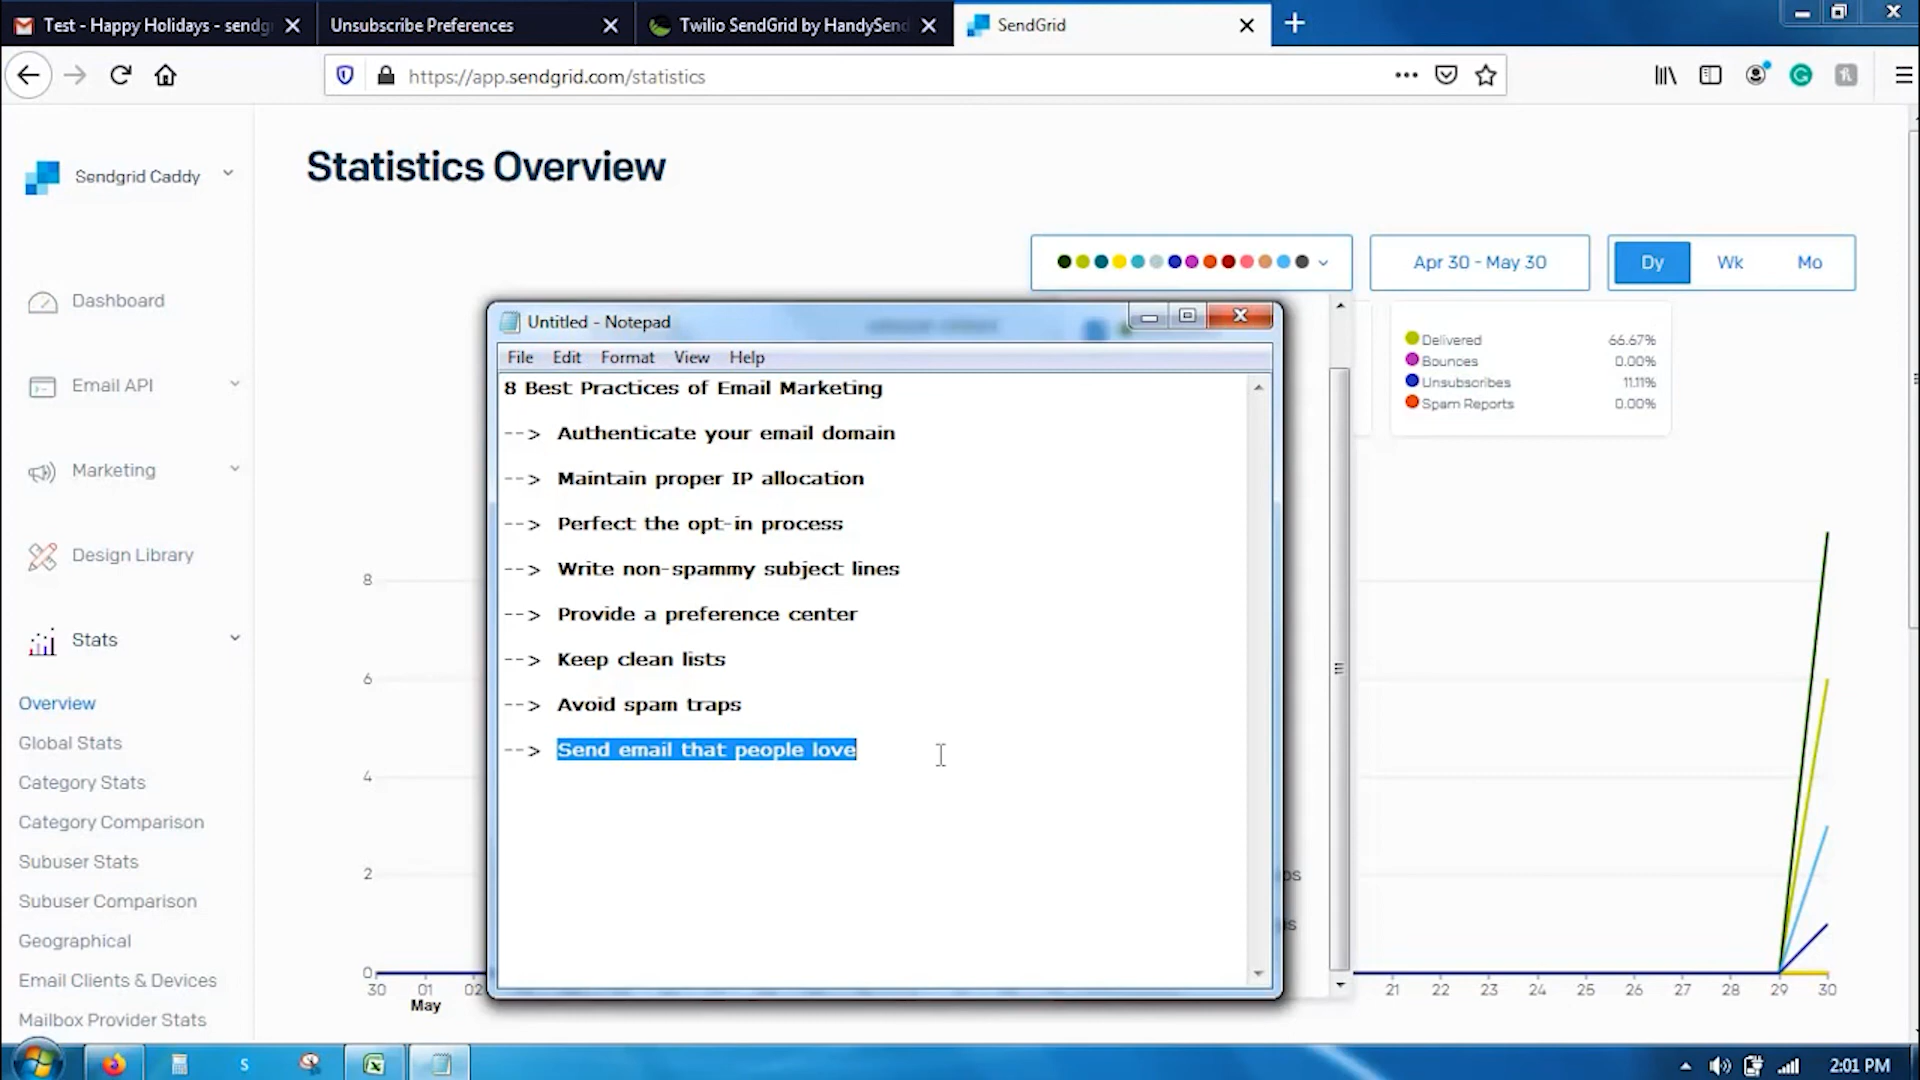 Test - Happy Holidays - sendgr
Unsubscribe Preferences
Twilio SendGrid by HandySend
SendGrid
https://app.sendgrid.com/statistics
Sendgrid Caddy
Dashboard
Email API
Marketing
Design Library
Stats
Overview
Global Stats
Category Stats
Category Comparison
Subuser Stats
Subuser Comparison
Geographical
Email Clients & Devices
Mailbox Provider Stats
Statistics Overview
Apr 30 - May 30
Dy Wk Mo
Delivered 66.67%
Bounces 0.00%
Unsubscribes 11.11%
Spam Reports 0.00%
Untitled - Notepad
File Edit Format View Help
8 Best Practices of Email Marketing
--> Authenticate your email domain
--> Maintain proper IP allocation
--> Perfect the opt-in process
--> Write non-spammy subject lines
--> Provide a preference center
--> Keep clean lists
--> Avoid spam traps
--> Send email that people love
8
6
4
2
0
30 01 02 21 22 23 24 25 26 27 28 29 30
May
2:01 PM